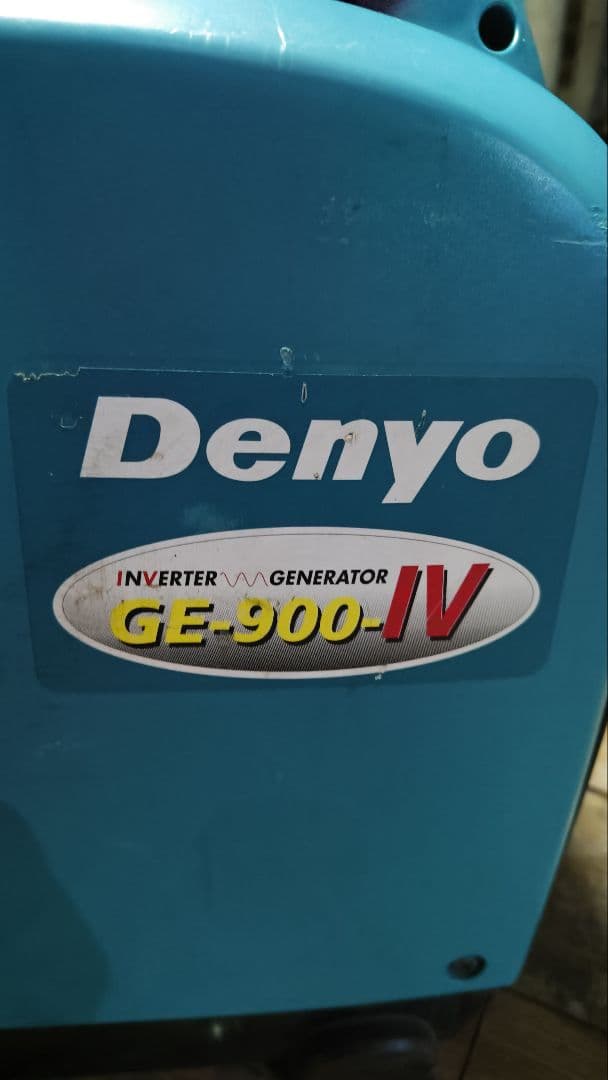 Denyo
INVERTER GENERATOR
GE-900-IV